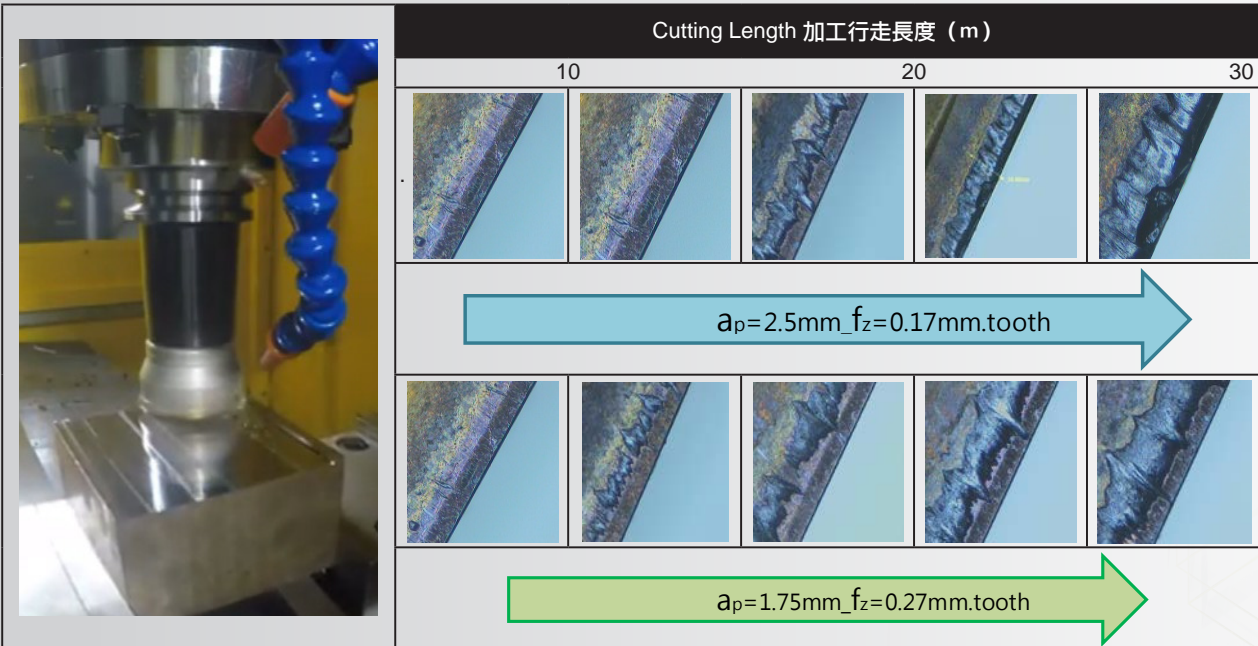 Cutting Length 加工行走長度（m）
10 20 30
ap=2.5mm_fz=0.17mm.tooth
ap=1.75mm_fz=0.27mm.tooth